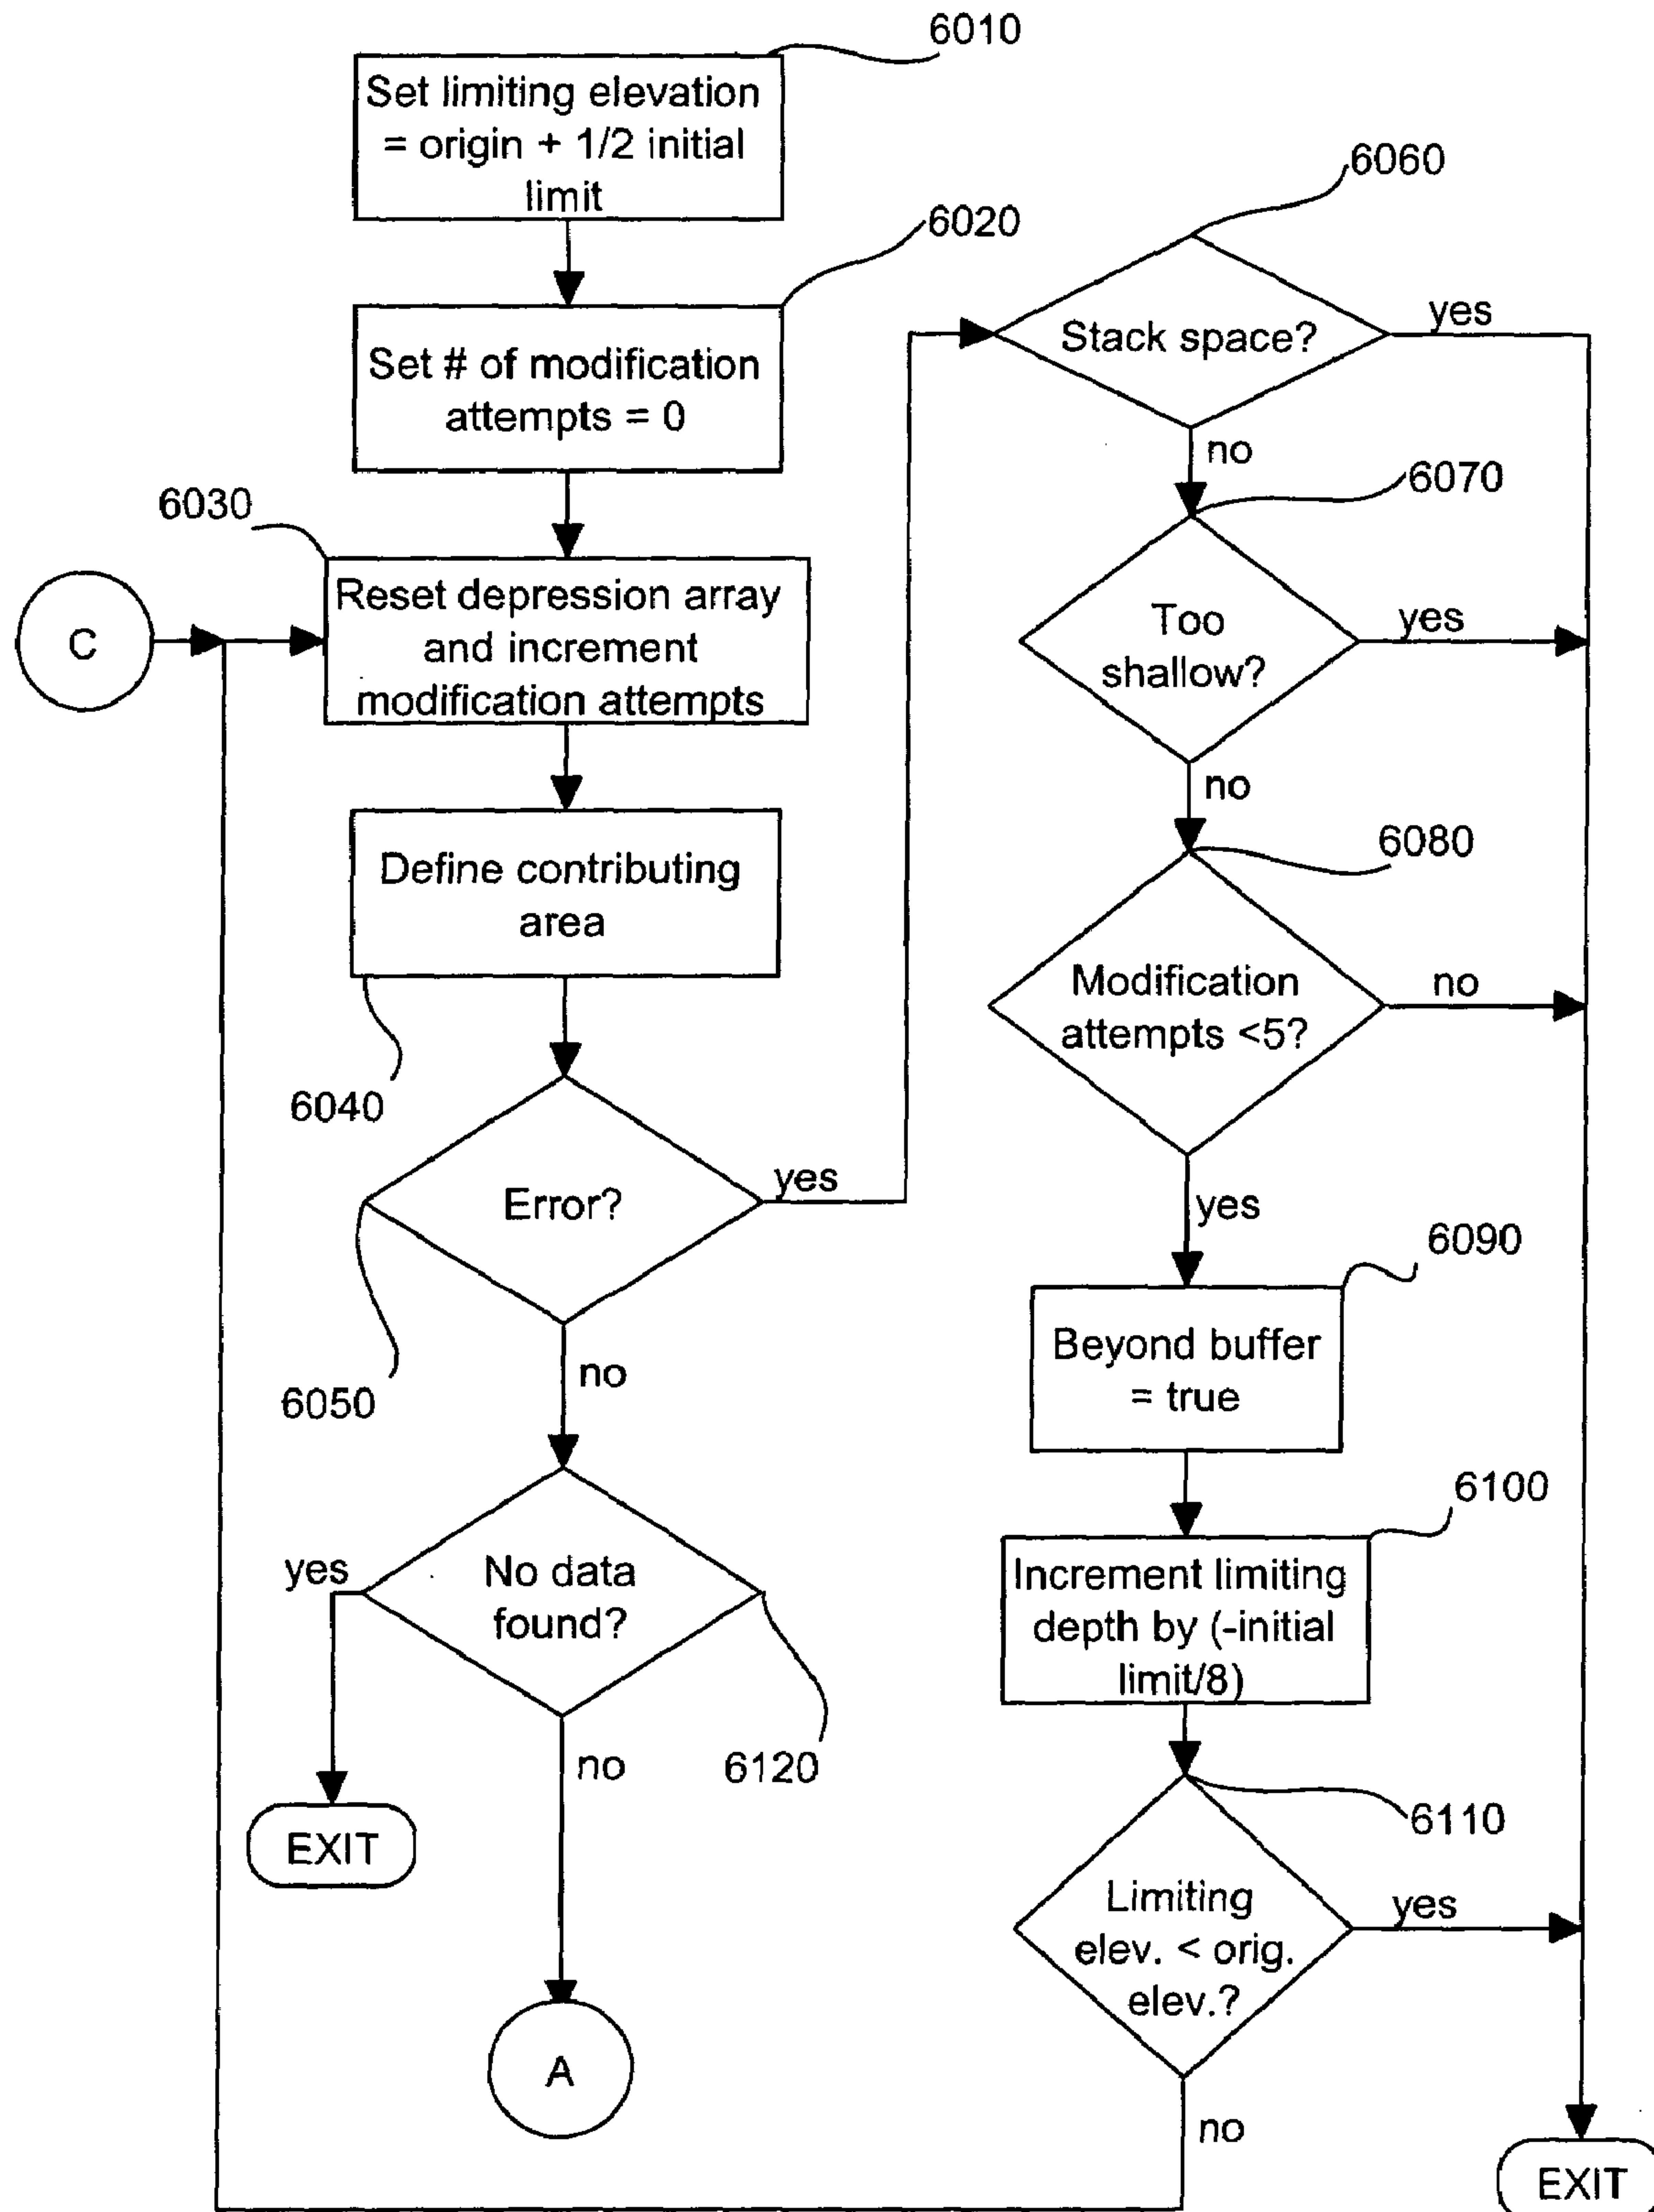 6010
Set limiting elevation
= origin + 1/2 initial
limit
6020
Set # of modification
attempts = 0
6030
C
Reset depression array
and increment
modification attempts
Define contributing
area
6040
Error?
yes
6050
no
No data
found?
yes
6120
no
EXIT
A
6060
Stack space?
yes
no
6070
Too
shallow?
yes
no
6080
Modification
attempts <5?
no
yes
6090
Beyond buffer
= true
6100
Increment limiting
depth by (-initial
limit/8)
6110
Limiting
elev. < orig.
elev.?
yes
no
EXIT